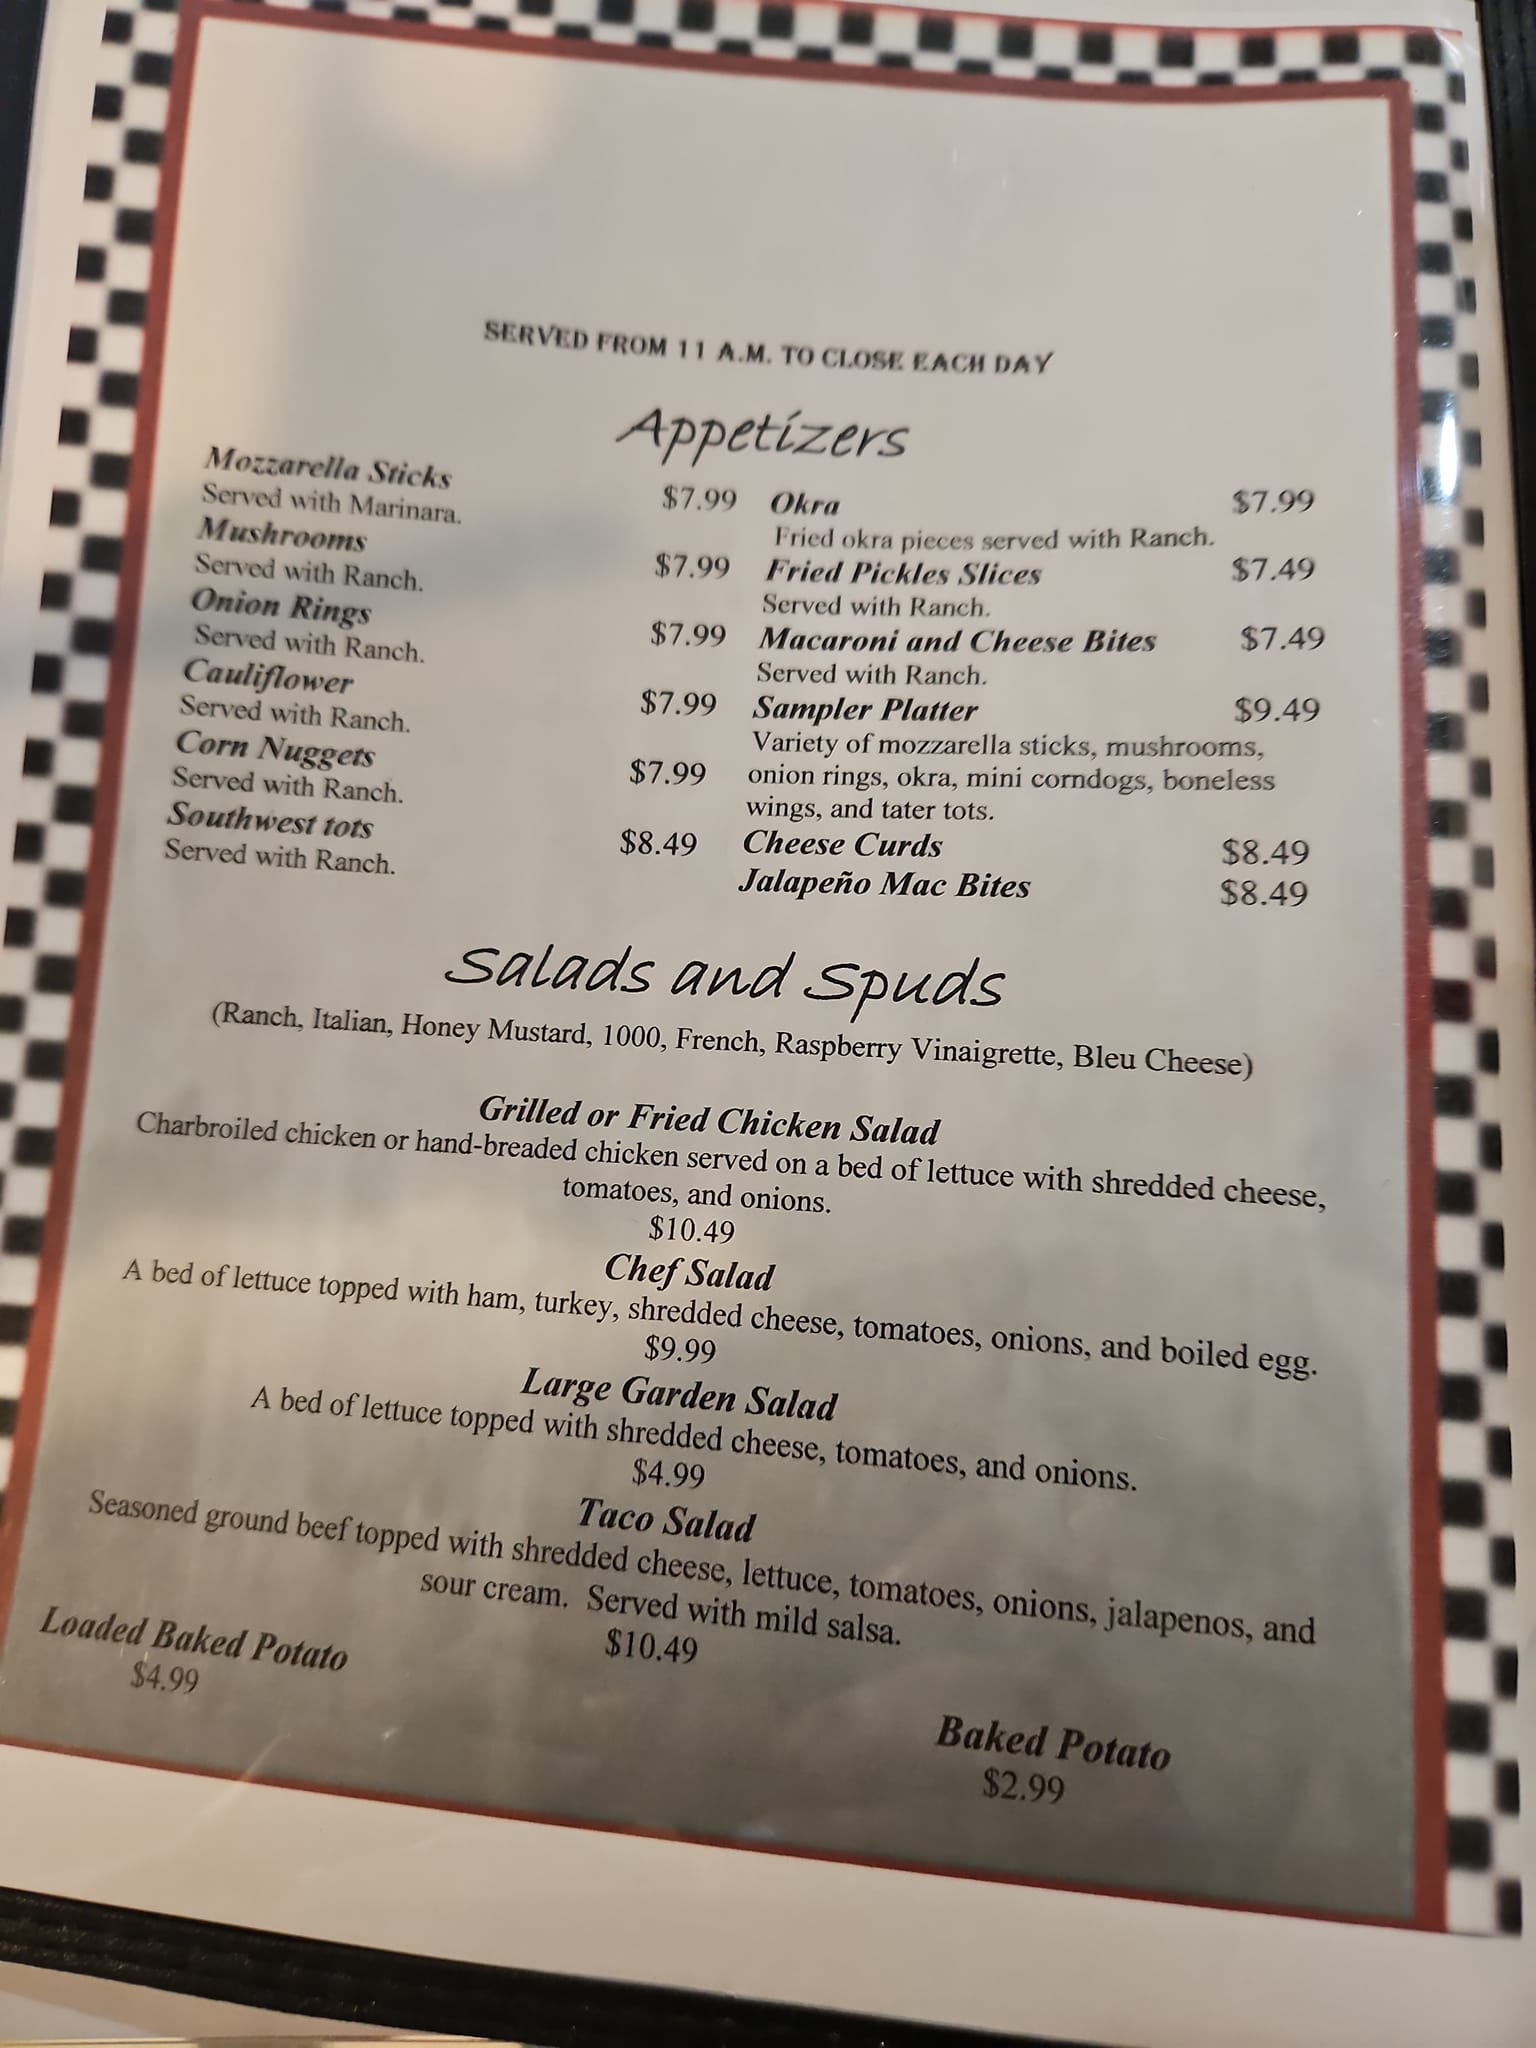 SERVED FROM 11 A.M. TO CLOSE EACH DAY
Appetizers
Mozzarella Sticks $7.99
Served with Marinara.
Mushrooms $7.99
Served with Ranch.
Onion Rings $7.99
Served with Ranch.
Cauliflower $7.99
Served with Ranch.
Corn Nuggets $7.99
Served with Ranch.
Southwest tots $8.49
Served with Ranch.
Okra $7.99
Fried okra pieces served with Ranch.
Fried Pickles Slices $7.49
Served with Ranch.
Macaroni and Cheese Bites $7.49
Served with Ranch.
Sampler Platter $9.49
Variety of mozzarella sticks, mushrooms,
onion rings, okra, mini corndogs, boneless
wings, and tater tots.
Cheese Curds $8.49
Jalapeño Mac Bites $8.49
Salads and Spuds
(Ranch, Italian, Honey Mustard, 1000, French, Raspberry Vinaigrette, Bleu Cheese)
Grilled or Fried Chicken Salad
Charbroiled chicken or hand-breaded chicken served on a bed of lettuce with shredded cheese,
tomatoes, and onions.
$10.49
Chef Salad
A bed of lettuce topped with ham, turkey, shredded cheese, tomatoes, onions, and boiled egg.
$9.99
Large Garden Salad
A bed of lettuce topped with shredded cheese, tomatoes, and onions.
$4.99
Taco Salad
Seasoned ground beef topped with shredded cheese, lettuce, tomatoes, onions, jalapenos, and
sour cream. Served with mild salsa.
$10.49
Loaded Baked Potato
$4.99
Baked Potato
$2.99